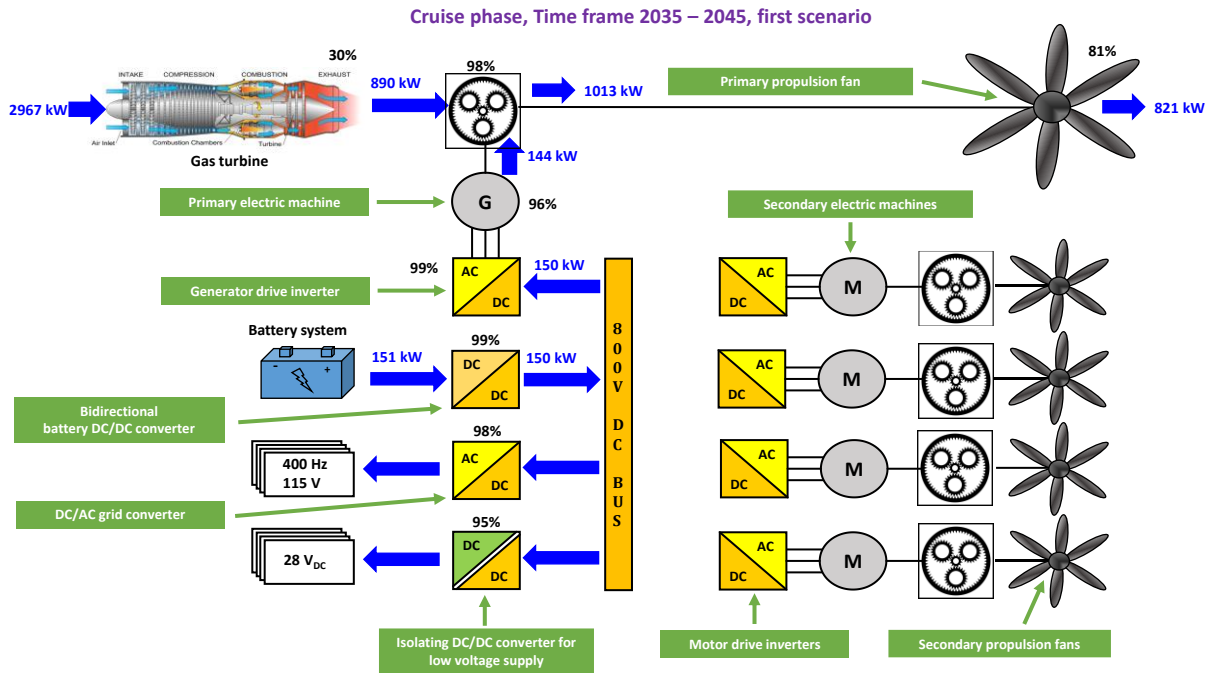 Cruise phase, Time frame 2035 – 2045, first scenario
30%
INTAKE COMPRESSION COMBUSTION EXHAUST
2967 kW
Air Inlet Combustion Chambers Turbine
Gas turbine
890 kW
98%
1013 kW
Primary propulsion fan
81%
821 kW
144 kW
Primary electric machine
G
96%
Secondary electric machines
99%
AC
DC
150 kW
Generator drive inverter
AC
DC
M
Battery system
- +
151 kW
99%
DC
DC
150 kW
800V DC BUS
AC
DC
M
Bidirectional
battery DC/DC converter
400 Hz
115 V
98%
AC
DC
AC
DC
M
DC/AC grid converter
28 VDC
95%
DC
DC
AC
DC
M
Isolating DC/DC converter for
low voltage supply
Motor drive inverters
Secondary propulsion fans